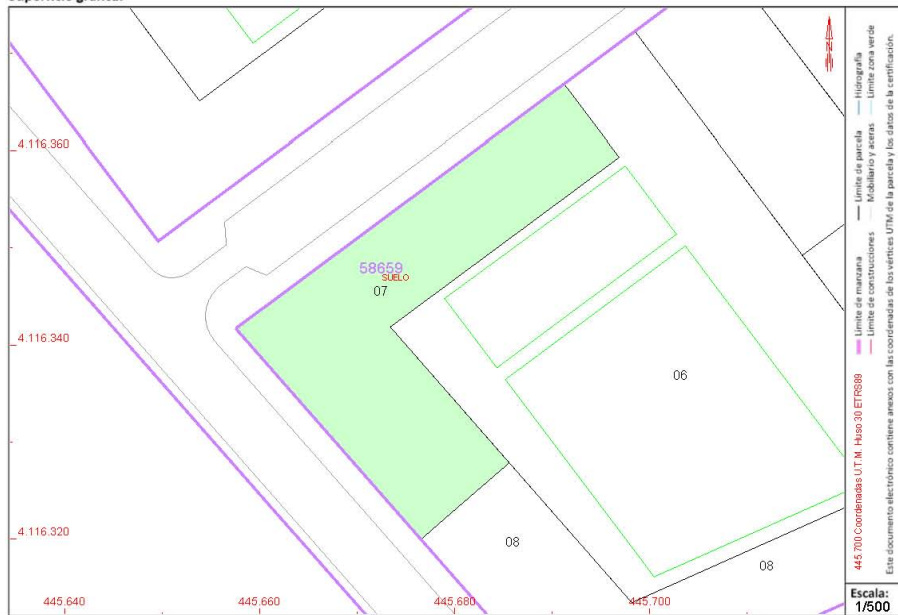 Superficie gráfica:
4.116.360
4.116.340
4.116.320
445.640
445.660
445.680
445.700
58659
SUELO
07
06
08
08
N
Límite de manzana
Límite de parcela
Hidrografía
Límite de construcciones
Mobiliario y aceras
Límite zona verde
445.700 Coordenadas U.T.M. Huso 30 ETRS89
Este documento electrónico contiene anexos con las coordenadas de los vértices UTM de la parcela y los datos de la certificación.
Escala:
1/500